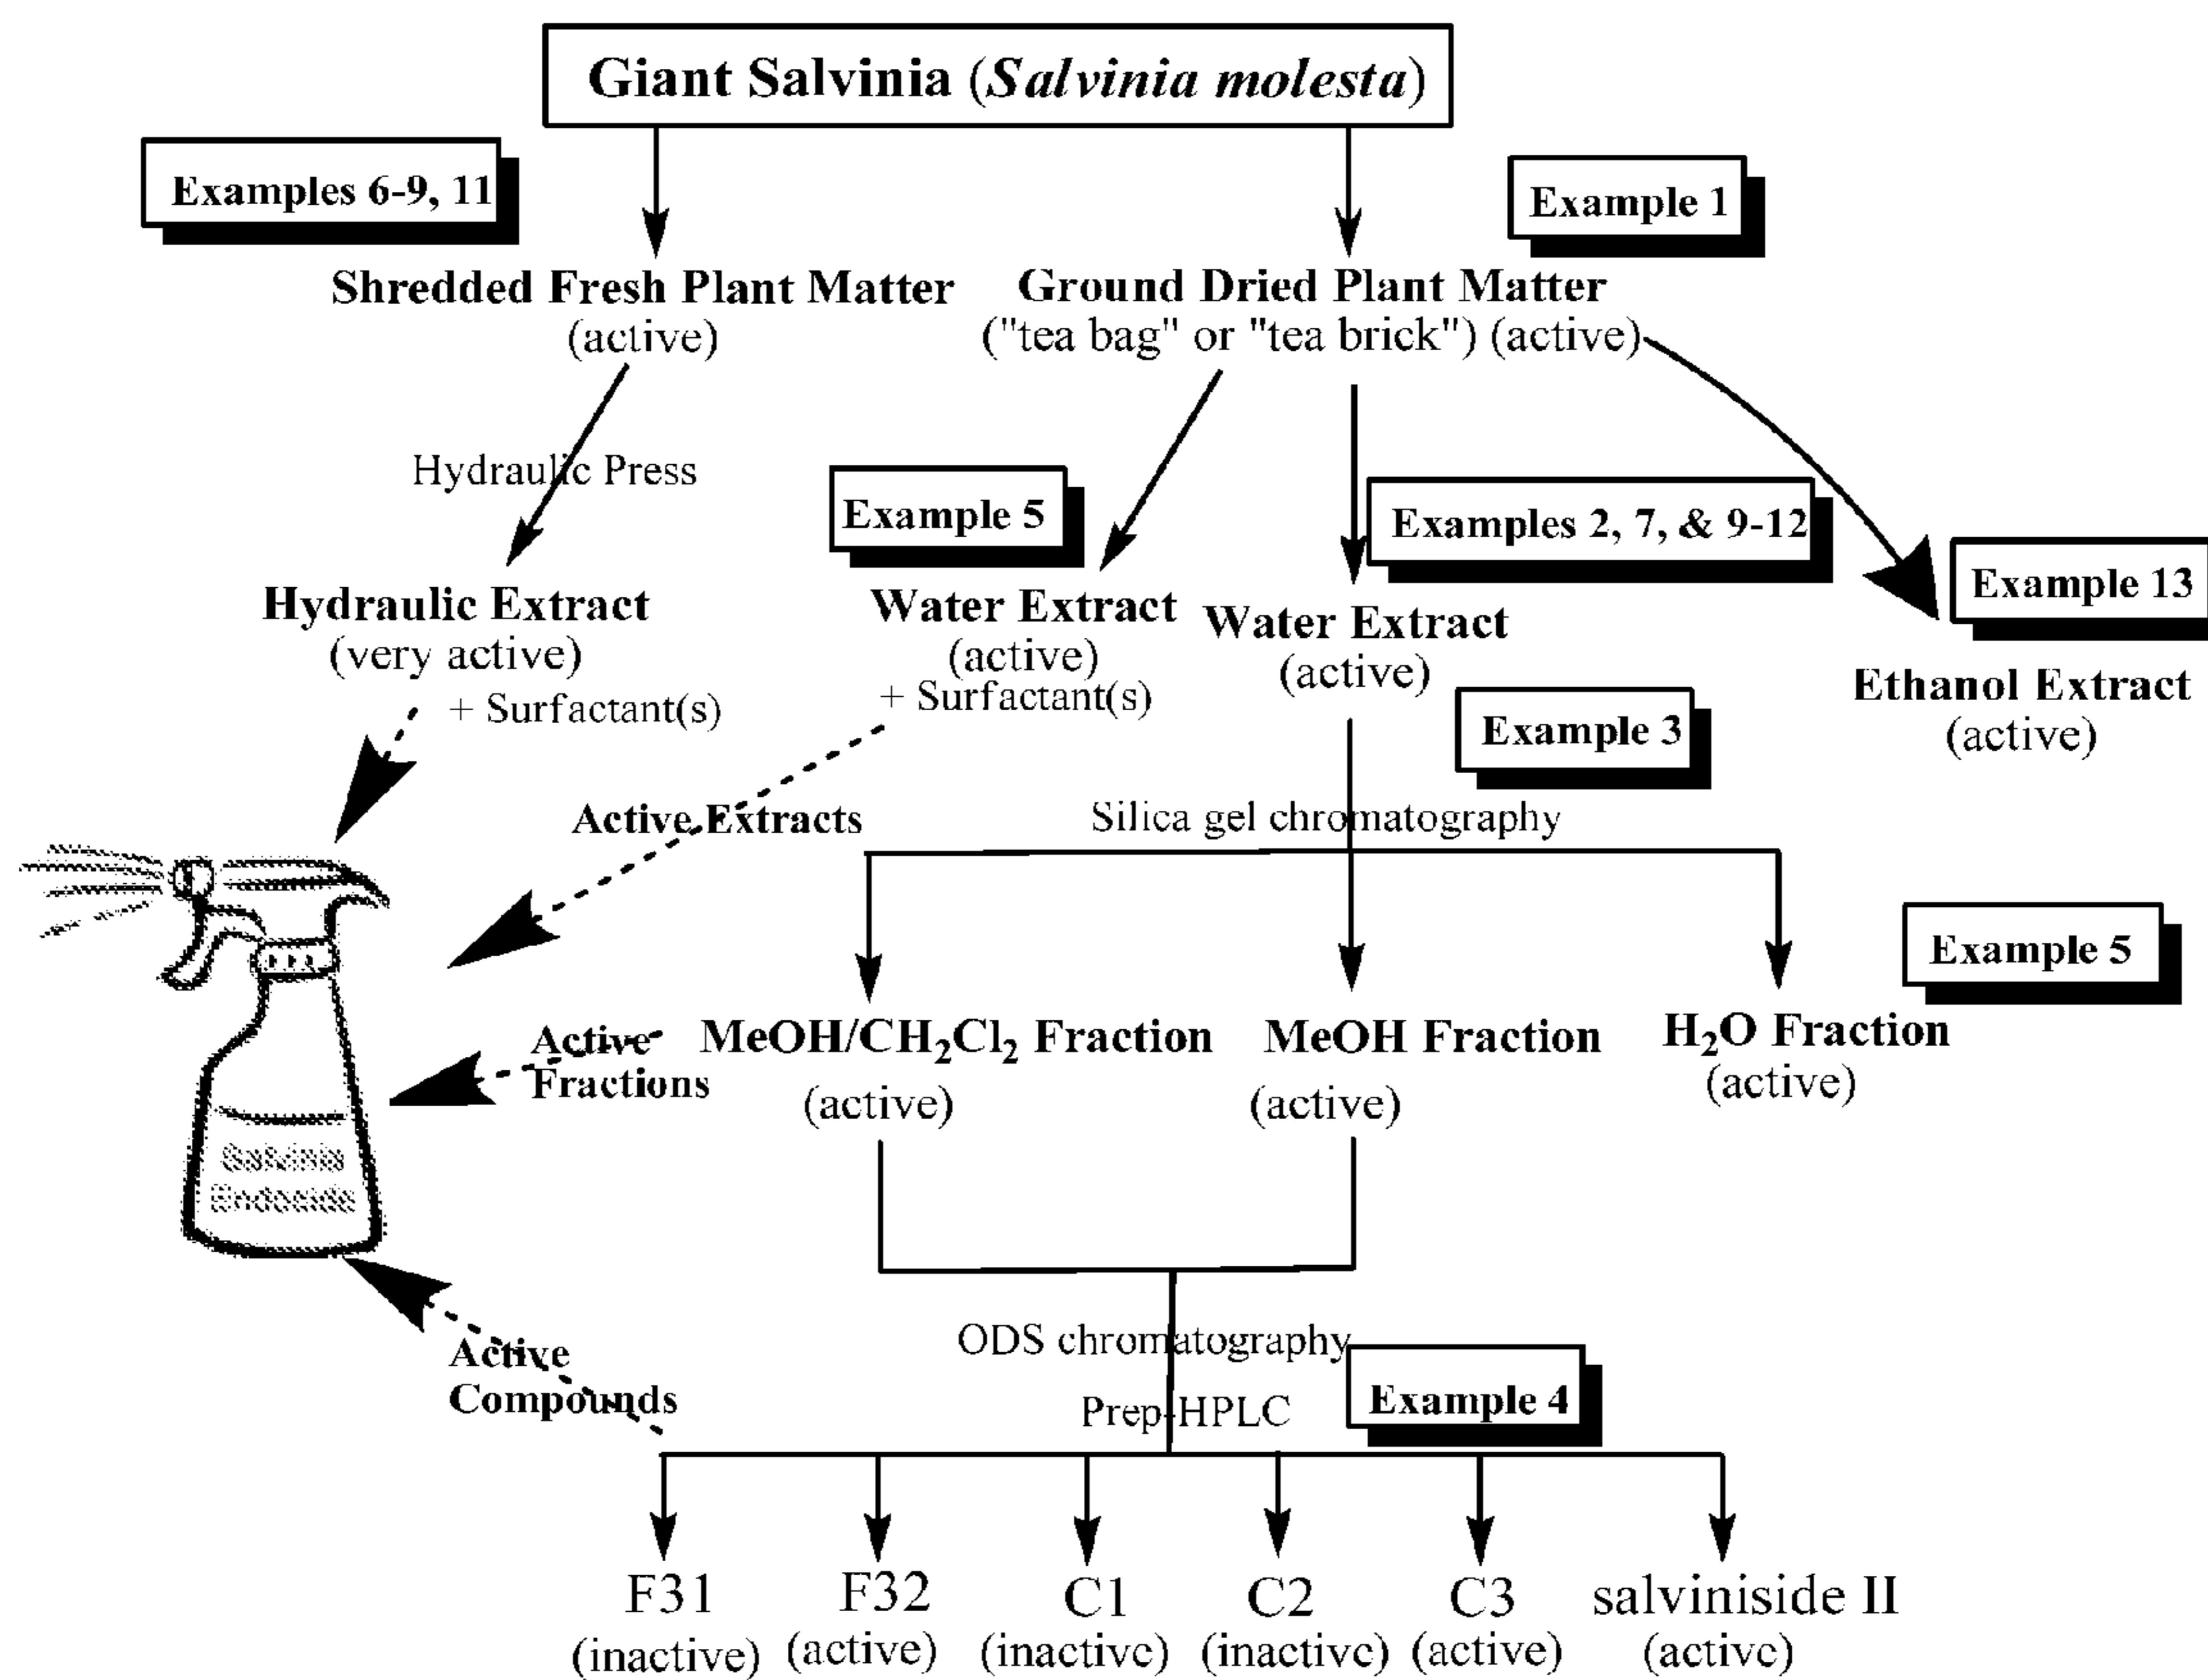 Giant Salvinia (Salvinia molesta)
Examples 6-9, 11
Example 1
Shredded Fresh Plant Matter
(active)
Ground Dried Plant Matter
("tea bag" or "tea brick") (active)
Hydraulic Press
Example 5
Examples 2, 7, & 9-12
Example 13
Hydraulic Extract
(very active)
+ Surfactant(s)
Water Extract
(active)
+ Surfactant(s)
Water Extract
(active)
Ethanol Extract
(active)
Example 3
Active Extracts
Silica gel chromatography
Example 5
Active
Fractions
MeOH/CH₂Cl₂ Fraction
(active)
MeOH Fraction
(active)
H₂O Fraction
(active)
Salvinia
Endocide
ODS chromatography
Prep-HPLC
Example 4
Active
Compounds
F31
(inactive)
F32
(active)
C1
(inactive)
C2
(inactive)
C3
(active)
salviniside II
(active)